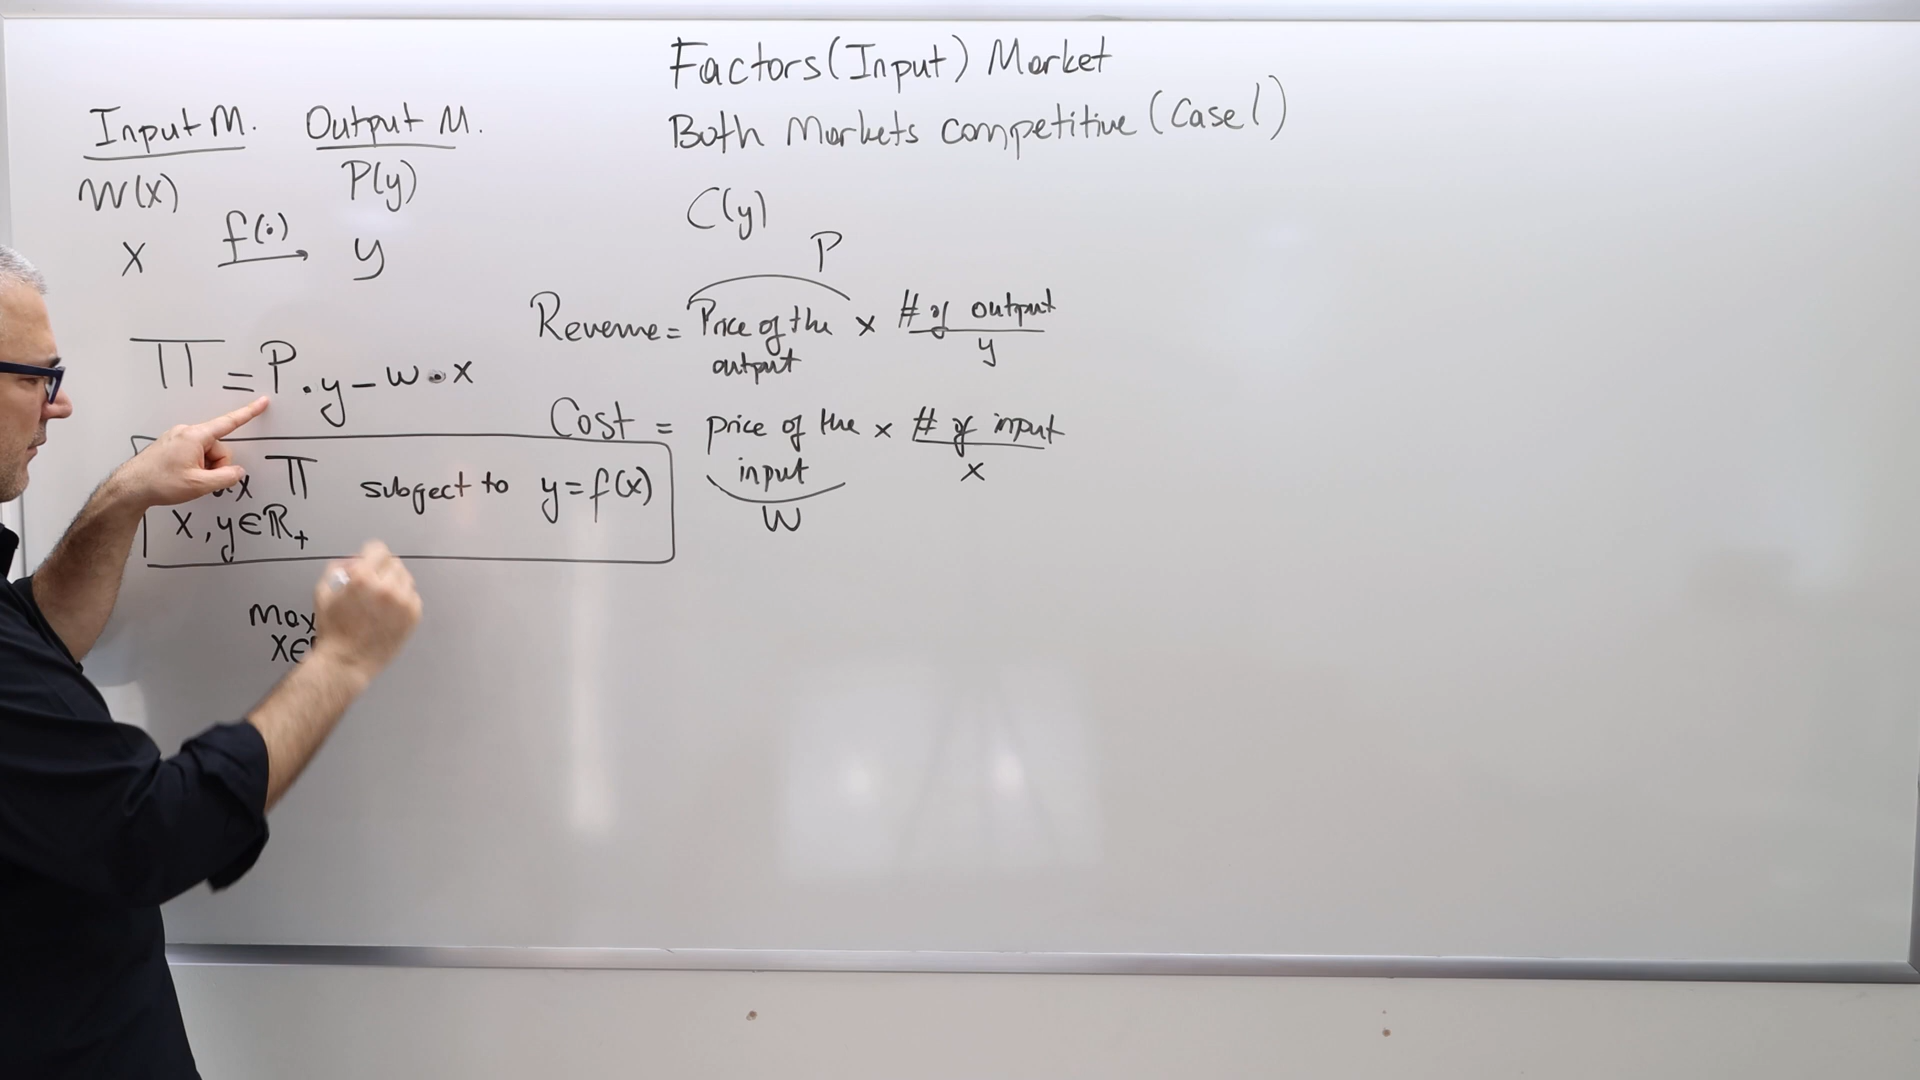 Factors (Input) Market
Both Markets competitive (Case 1)
Input M. Output M.
W(x) P(y)
x f(·) y
Π = P · y - w · x
Π subject to y = f(x)
x, y ∈ ℝ+
Max
x ∈
C(y)
P
Revenue = Price of the output × # of output
y
Cost = price of the input × # of input
w x